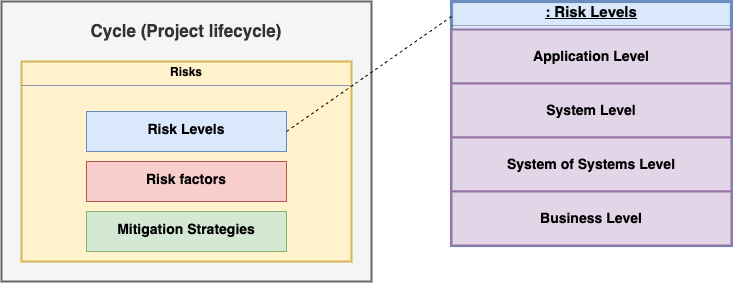 Cycle (Project lifecycle)
Risks
Risk Levels
Risk factors
Mitigation Strategies
: Risk Levels
Application Level
System Level
System of Systems Level
Business Level